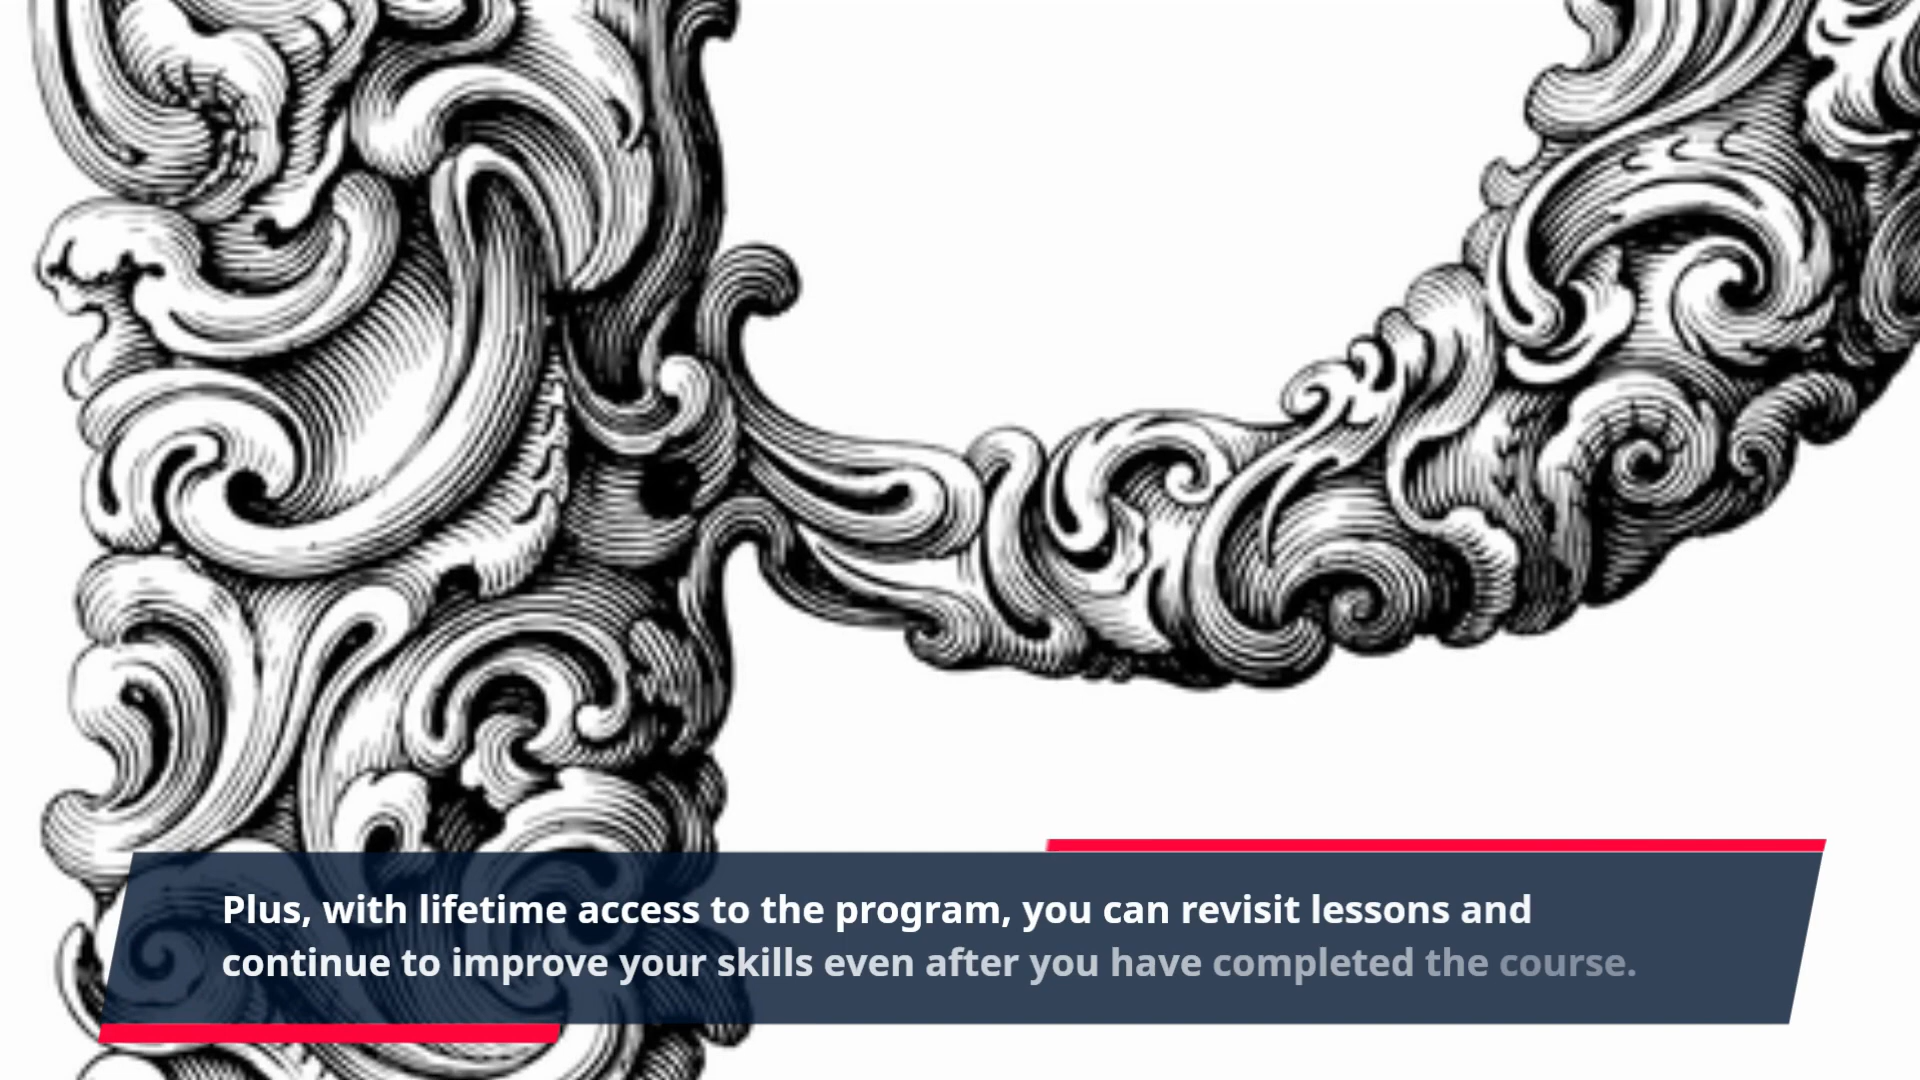 Plus, with lifetime access to the program, you can revisit lessons and
continue to improve your skills even after you have completed the course.